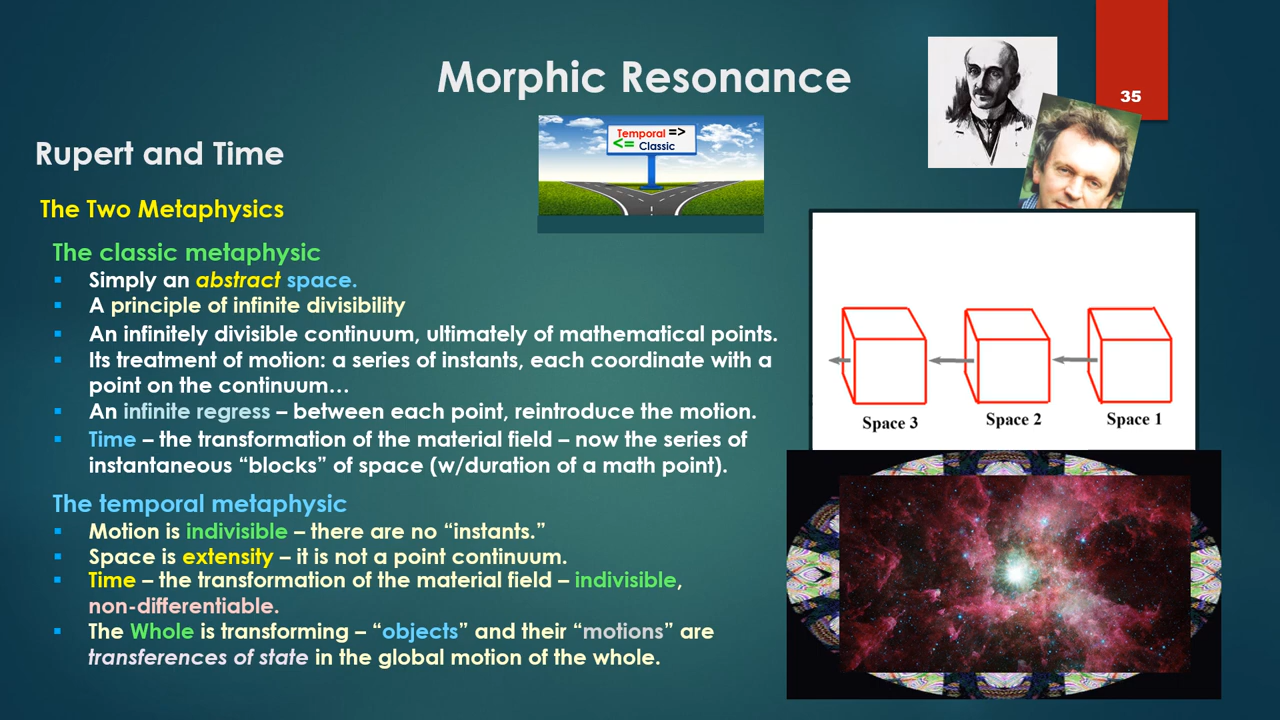 Morphic Resonance
35
Temporal =>
<= Classic
Rupert and Time
The Two Metaphysics
The classic metaphysic
▪ Simply an abstract space.
▪ A principle of infinite divisibility
▪ An infinitely divisible continuum, ultimately of mathematical points.
▪ Its treatment of motion: a series of instants, each coordinate with a
point on the continuum…
▪ An infinite regress – between each point, reintroduce the motion.
▪ Time – the transformation of the material field – now the series of
instantaneous “blocks” of space (w/duration of a math point).
The temporal metaphysic
▪ Motion is indivisible – there are no “instants.”
▪ Space is extensity – it is not a point continuum.
▪ Time – the transformation of the material field – indivisible,
non-differentiable.
▪ The Whole is transforming – “objects” and their “motions” are
transferences of state in the global motion of the whole.
Space 3 Space 2 Space 1